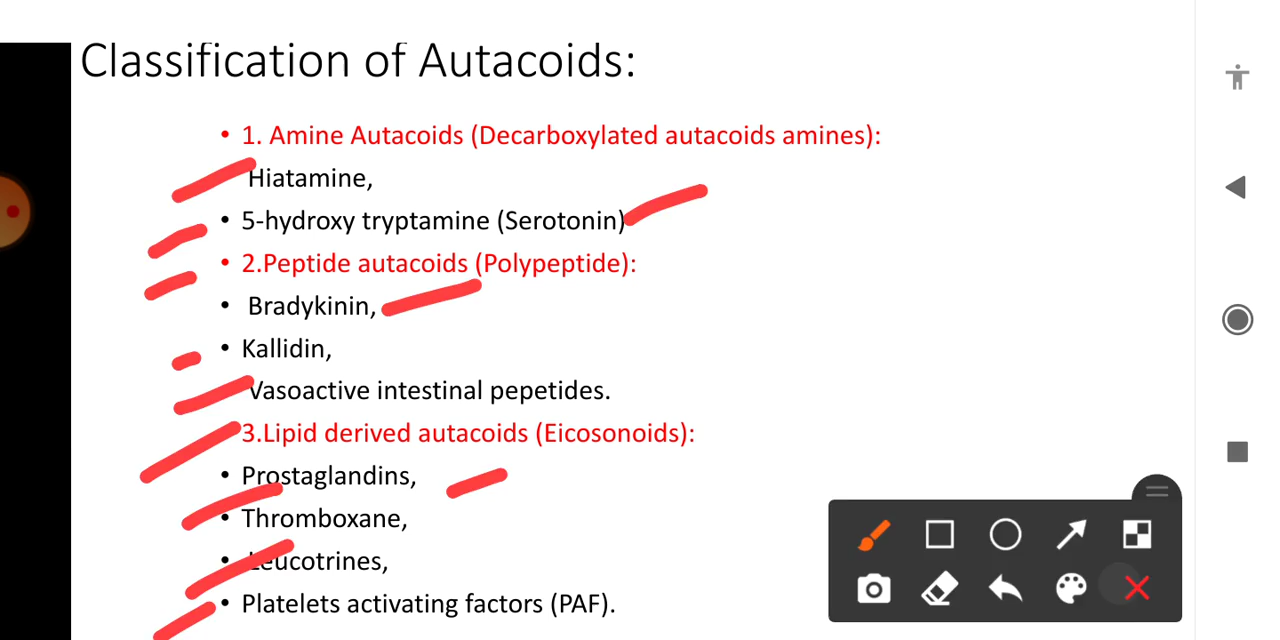 Classification of Autacoids:
• 1. Amine Autacoids (Decarboxylated autacoids amines):
Hiatamine,
• 5-hydroxy tryptamine (Serotonin)
• 2.Peptide autacoids (Polypeptide):
• Bradykinin,
• Kallidin,
Vasoactive intestinal pepetides.
3.Lipid derived autacoids (Eicosonoids):
• Prostaglandins,
• Thromboxane,
• Leucotrines,
• Platelets activating factors (PAF).